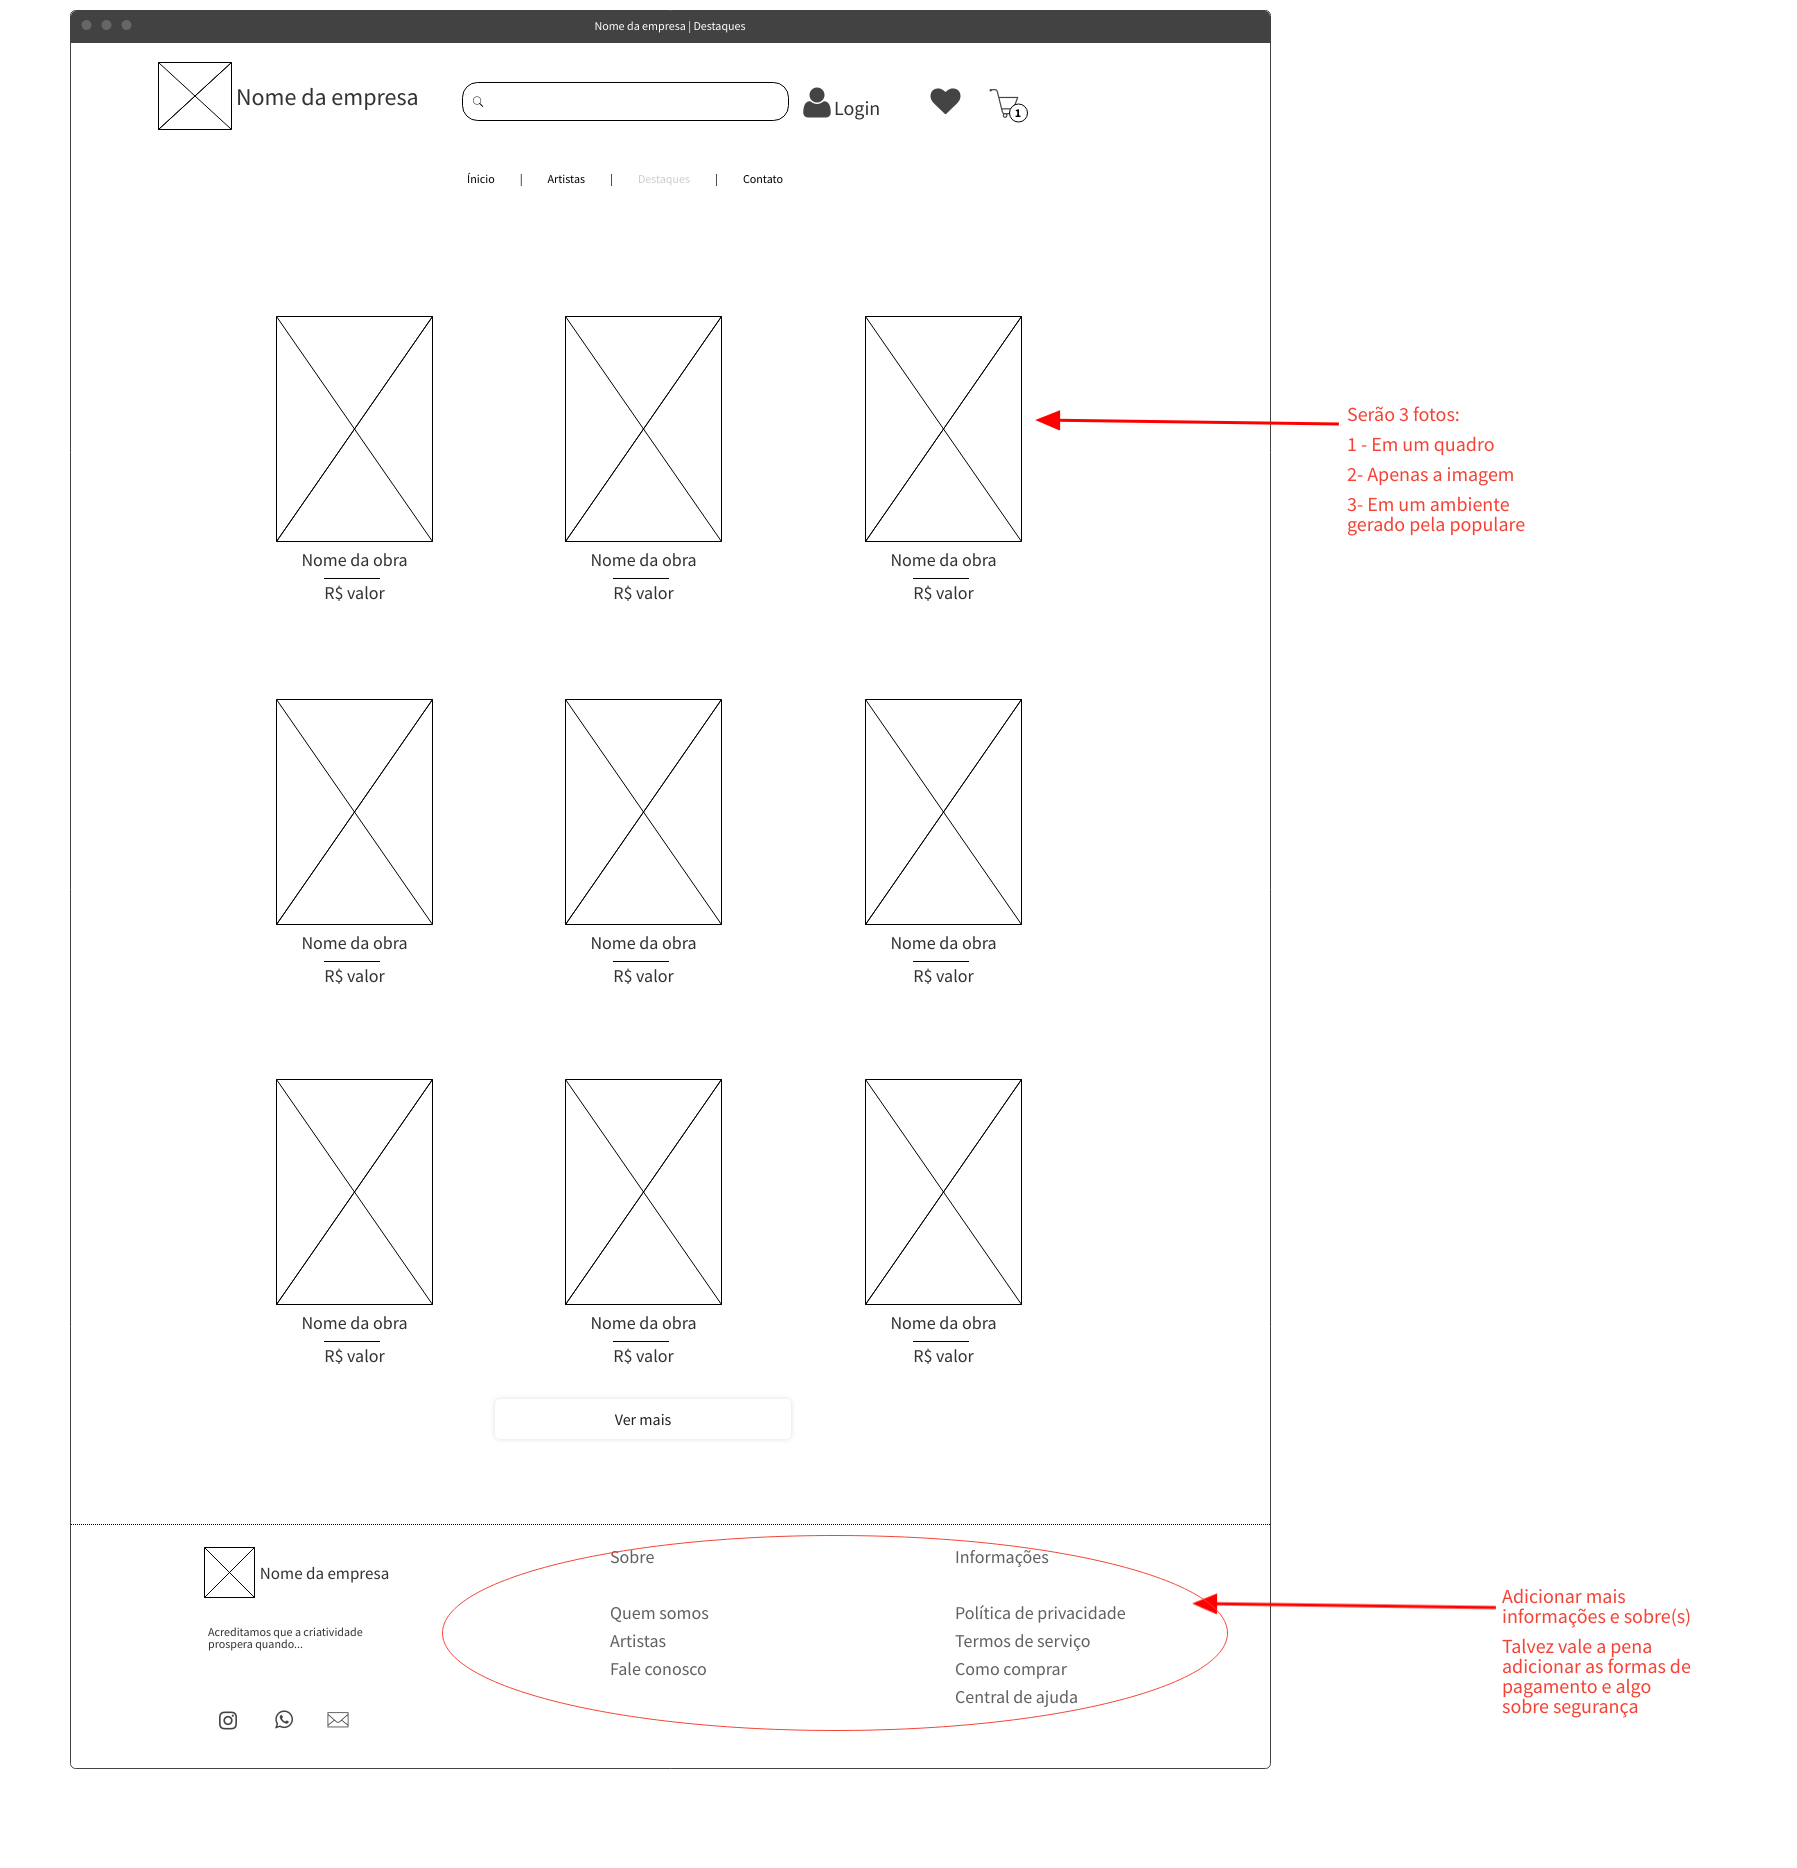 Nome da empresa | Destaques
Nome da empresa
Login
1
Ínicio | Artistas | Destaques | Contato
Nome da obra Nome da obra Nome da obra
R$ valor R$ valor R$ valor
Serão 3 fotos:
1 - Em um quadro
2- Apenas a imagem
3- Em um ambiente
gerado pela populare
Nome da obra Nome da obra Nome da obra
R$ valor R$ valor R$ valor
Nome da obra Nome da obra Nome da obra
R$ valor R$ valor R$ valor
Ver mais
Nome da empresa
Acreditamos que a criatividade
prospera quando...
Sobre
Quem somos
Artistas
Fale conosco
Informações
Política de privacidade
Termos de serviço
Como comprar
Central de ajuda
Adicionar mais
informações e sobre(s)
Talvez vale a pena
adicionar as formas de
pagamento e algo
sobre segurança